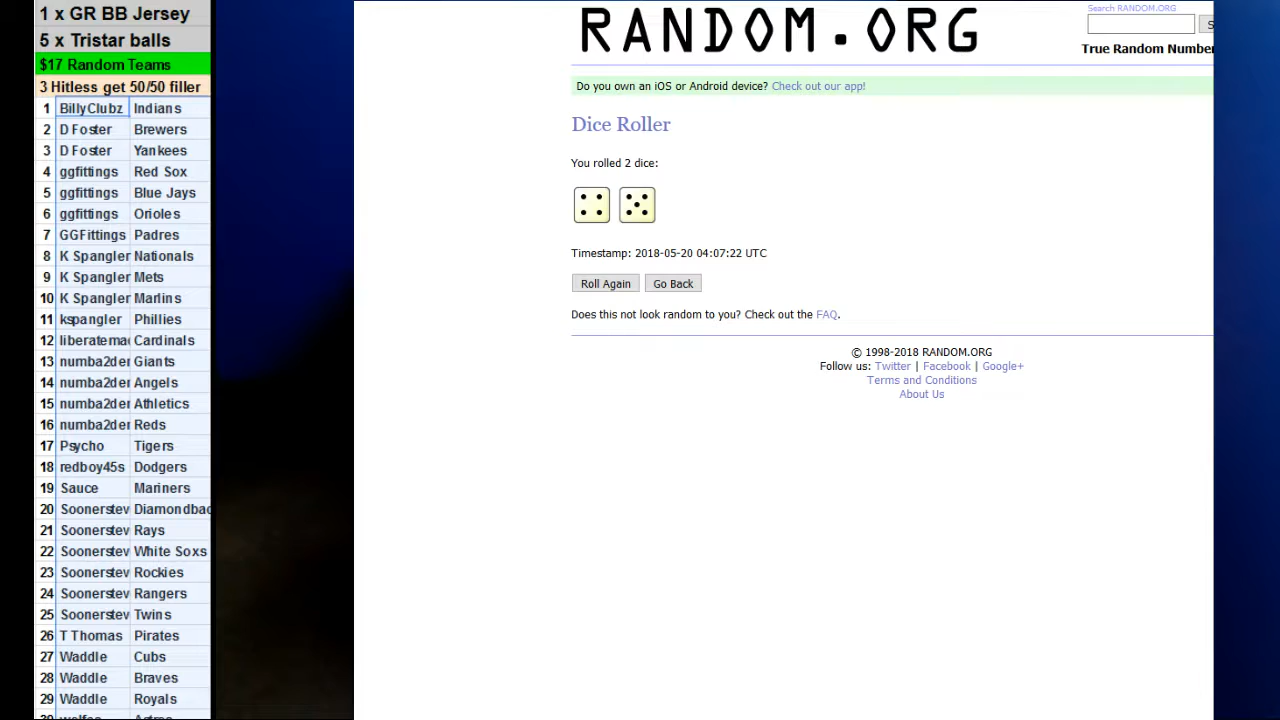 1 x GR BB Jersey
5 x Tristar balls
$17 Random Teams
3 Hitless get 50/50 filler
1 BillyClubz Indians
2 D Foster Brewers
3 D Foster Yankees
4 ggfittings Red Sox
5 ggfittings Blue Jays
6 ggfittings Orioles
7 GGFittings Padres
8 K Spangler Nationals
9 K Spangler Mets
10 K Spangler Marlins
11 kspangler Phillies
12 liberatemac Cardinals
13 numba2der Giants
14 numba2der Angels
15 numba2der Athletics
16 numba2der Reds
17 Psycho Tigers
18 redboy45s Dodgers
19 Sauce Mariners
20 Soonerstev Diamondbac
21 Soonerstev Rays
22 Soonerstev White Soxs
23 Soonerstev Rockies
24 Soonerstev Rangers
25 Soonerstev Twins
26 T Thomas Pirates
27 Waddle Cubs
28 Waddle Braves
29 Waddle Royals
RANDOM.ORG
Search RANDOM.ORG
True Random Number
Do you own an iOS or Android device? Check out our app!
Dice Roller
You rolled 2 dice:
Timestamp: 2018-05-20 04:07:22 UTC
Roll Again Go Back
Does this not look random to you? Check out the FAQ.
© 1998-2018 RANDOM.ORG
Follow us: Twitter | Facebook | Google+
Terms and Conditions
About Us